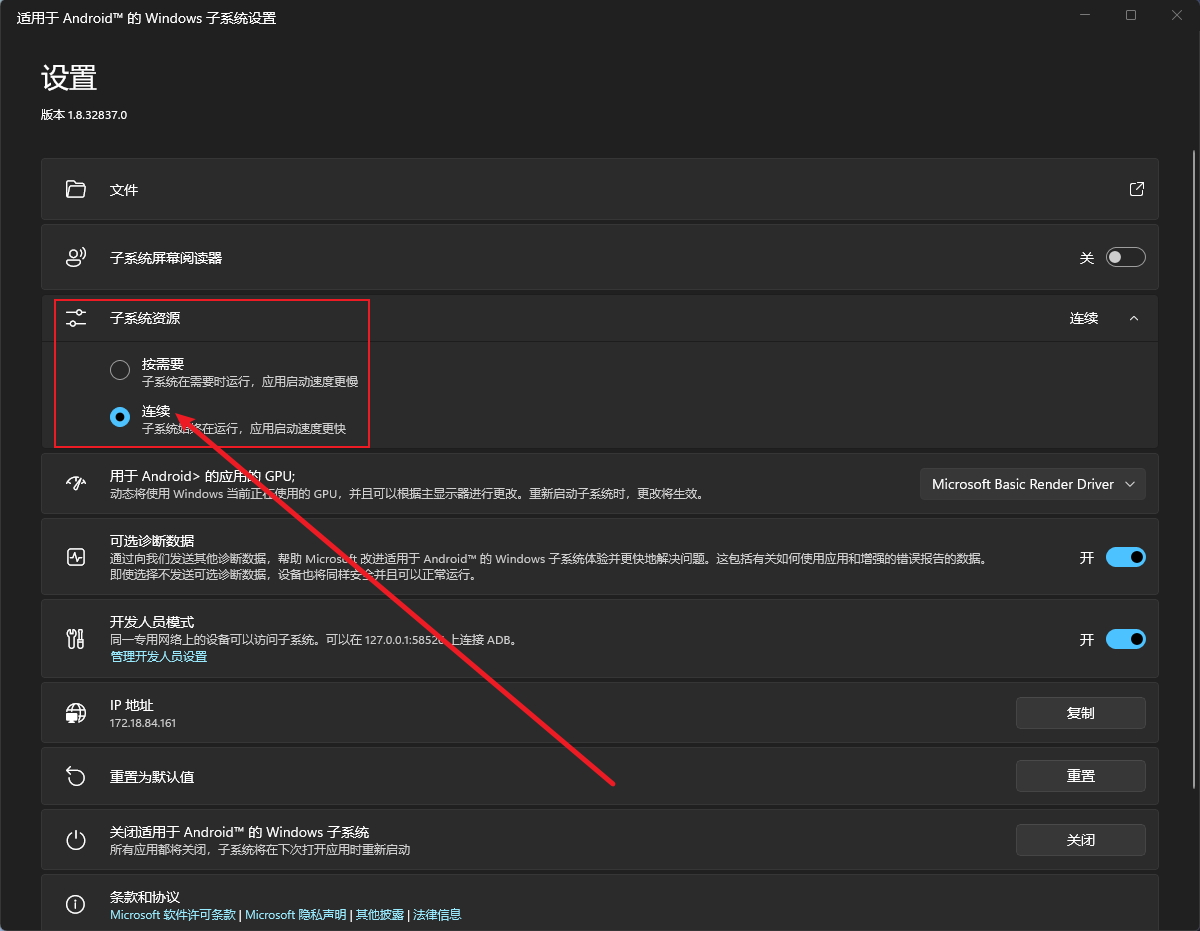 适用于 Android™ 的 Windows 子系统设置
设置
版本 1.8.32837.0
文件
子系统屏幕阅读器
关
子系统资源
连续
按需要
子系统在需要时运行，应用启动速度更慢
连续
子系统始终在运行，应用启动速度更快
用于 Android> 的应用的 GPU;
动态将使用 Windows 当前正在使用的 GPU，并且可以根据主显示器进行更改。重新启动子系统时，更改将生效。
Microsoft Basic Render Driver
可选诊断数据
通过向我们发送其他诊断数据，帮助 Microsoft 改进适用于 Android™ 的 Windows 子系统体验并更快地解决问题。这包括有关如何使用应用和增强的错误报告的数据。
即使选择不发送可选诊断数据，设备也将同样安全并且可以正常运行。
开
开发人员模式
同一专用网络上的设备可以访问子系统。可以在 127.0.0.1:58526 上连接 ADB。
管理开发人员设置
开
IP 地址
172.18.84.161
复制
重置为默认值
重置
关闭适用于 Android™ 的 Windows 子系统
所有应用都将关闭，子系统将在下次打开应用时重新启动
关闭
条款和协议
Microsoft 软件许可条款 | Microsoft 隐私声明 | 其他披露 | 法律信息